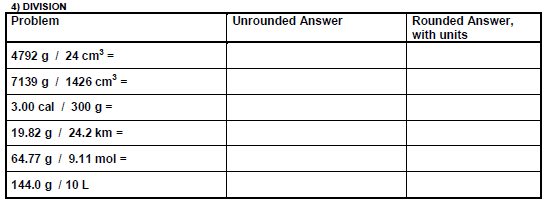 4) DIVISION
Problem Unrounded Answer Rounded Answer,
with units
4792 g / 24 cm³ =
7139 g / 1426 cm³ =
3.00 cal / 300 g =
19.82 g / 24.2 km =
64.77 g / 9.11 mol =
144.0 g / 10 L